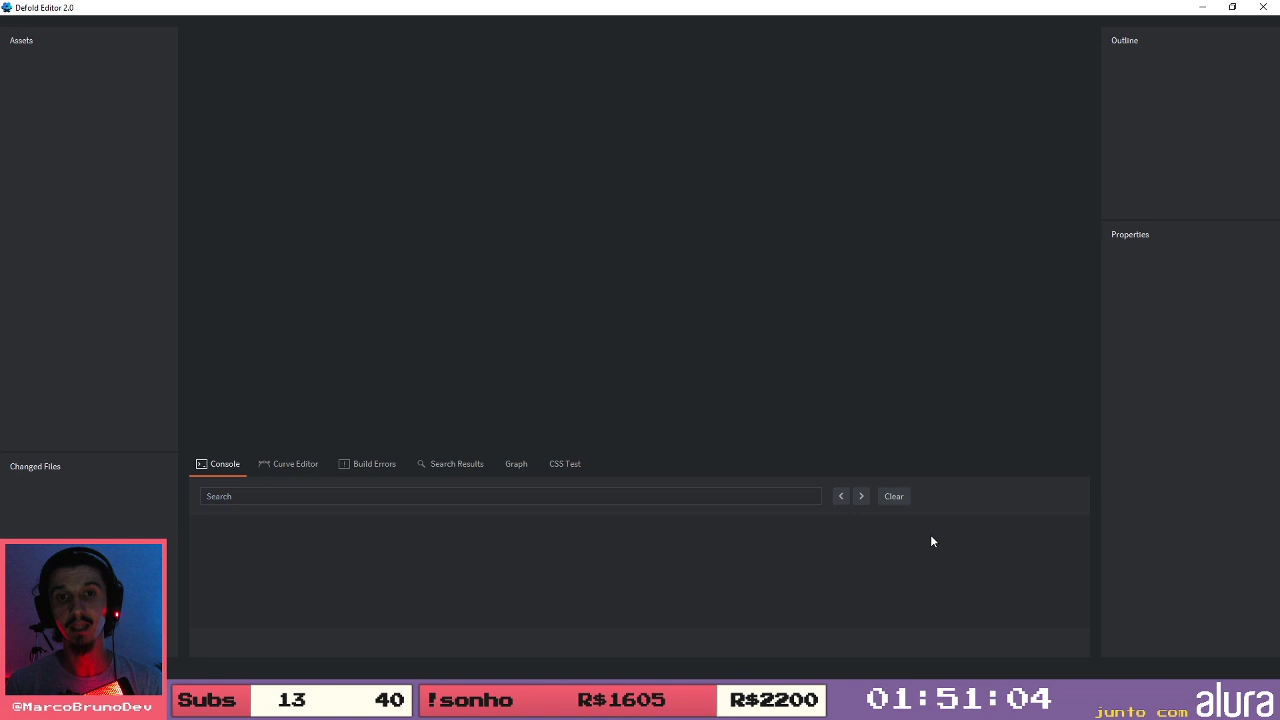 Defold Editor 2.0
Assets
Outline
Properties
Changed Files
Console
Curve Editor
Build Errors
Search Results
Graph
CSS Test
Search
Clear
@MarcoBrunoDev
Subs 13 40
!sonho R$1605 R$2200
01:51:04
junto com alura